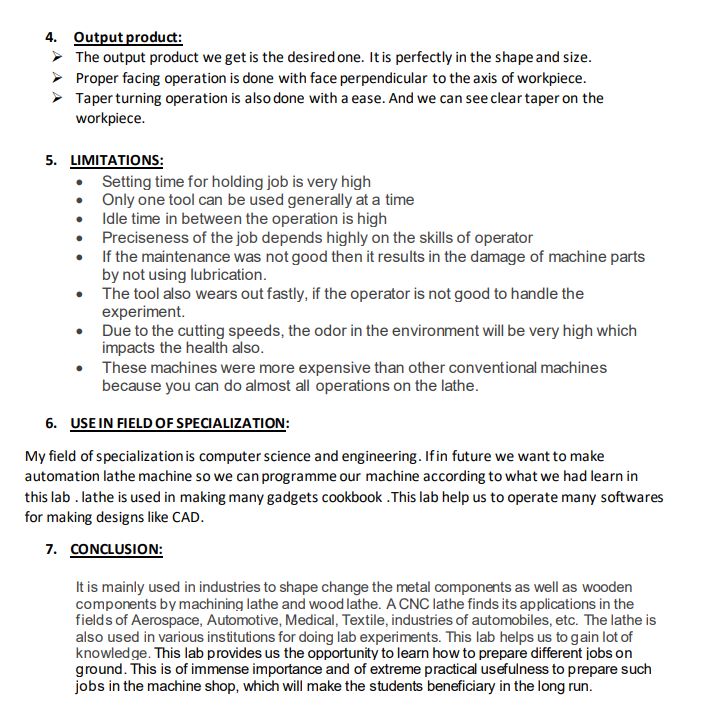 4. Output product:
➢ The output product we get is the desired one. It is perfectly in the shape and size.
➢ Proper facing operation is done with face perpendicular to the axis of workpiece.
➢ Taper turning operation is also done with a ease. And we can see clear taper on the
workpiece.
5. LIMITATIONS:
• Setting time for holding job is very high
• Only one tool can be used generally at a time
• Idle time in between the operation is high
• Preciseness of the job depends highly on the skills of operator
• If the maintenance was not good then it results in the damage of machine parts
by not using lubrication.
• The tool also wears out fastly, if the operator is not good to handle the
experiment.
• Due to the cutting speeds, the odor in the environment will be very high which
impacts the health also.
• These machines were more expensive than other conventional machines
because you can do almost all operations on the lathe.
6. USE IN FIELD OF SPECIALIZATION:
My field of specialization is computer science and engineering. If in future we want to make
automation lathe machine so we can programme our machine according to what we had learn in
this lab . lathe is used in making many gadgets cookbook .This lab help us to operate many softwares
for making designs like CAD.
7. CONCLUSION:
It is mainly used in industries to shape change the metal components as well as wooden
components by machining lathe and wood lathe. A CNC lathe finds its applications in the
fields of Aerospace, Automotive, Medical, Textile, industries of automobiles, etc. The lathe is
also used in various institutions for doing lab experiments. This lab helps us to gain lot of
knowledge. This lab provides us the opportunity to learn how to prepare different jobs on
ground. This is of immense importance and of extreme practical usefulness to prepare such
jobs in the machine shop, which will make the students beneficiary in the long run.